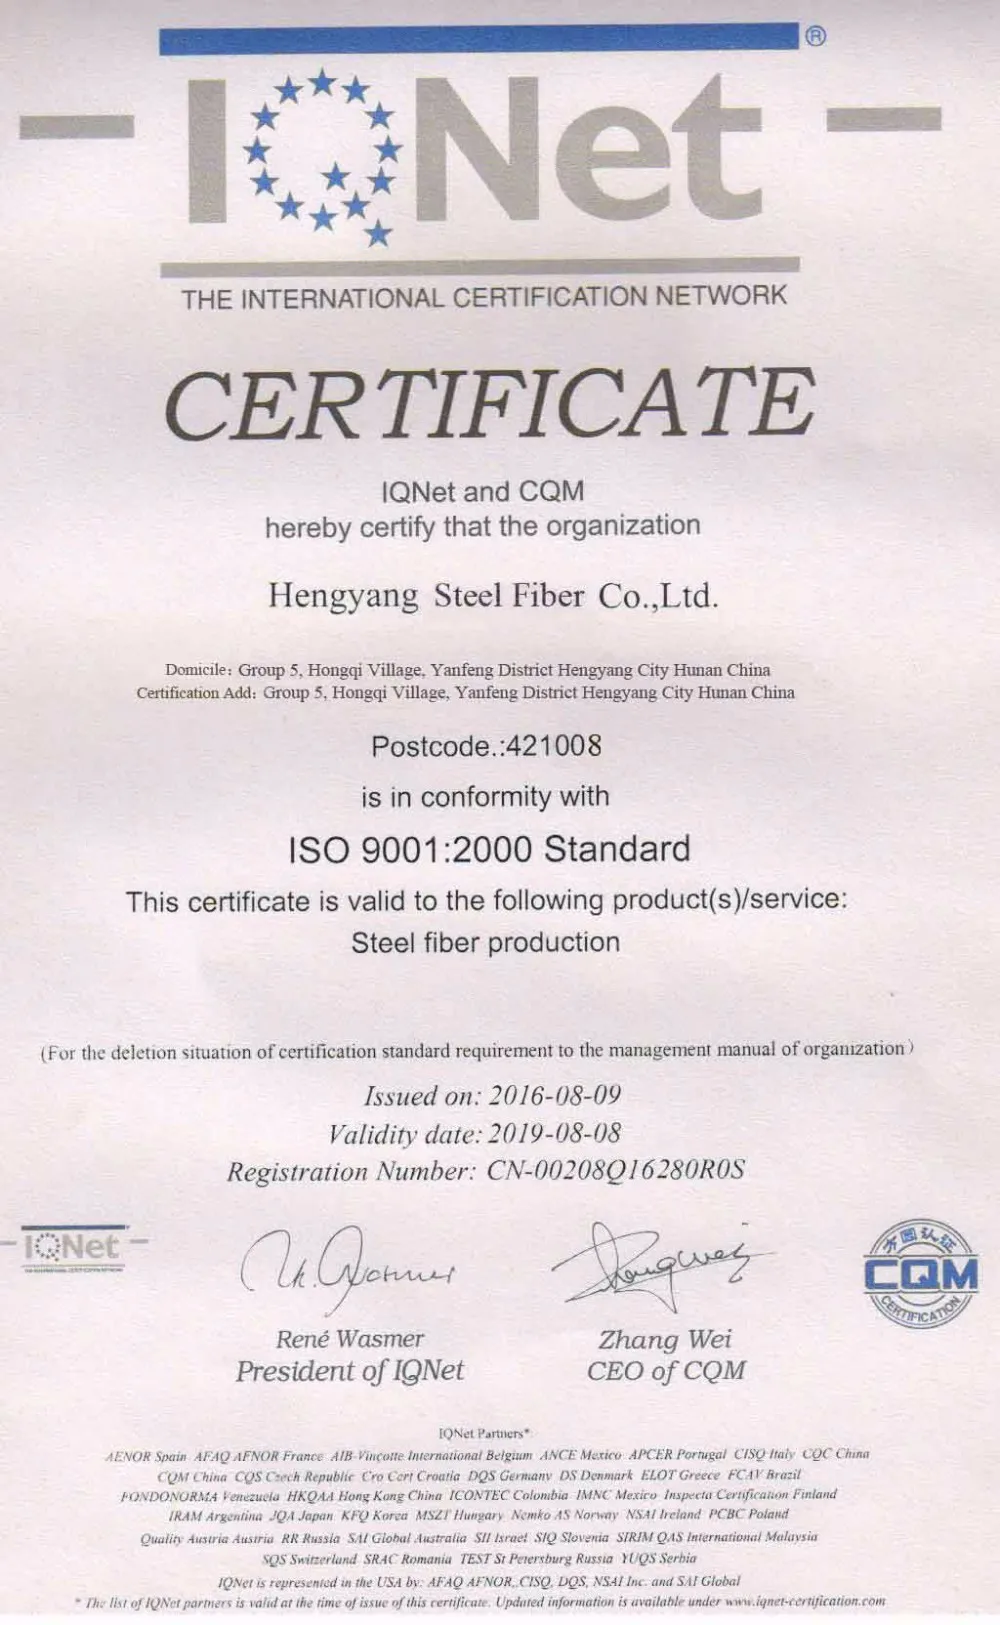 IQNet®
THE INTERNATIONAL CERTIFICATION NETWORK
CERTIFICATE
IQNet and CQM
hereby certify that the organization
Hengyang Steel Fiber Co.,Ltd.
Domicile: Group 5, Hongqi Village, Yanfeng District Hengyang City Hunan China
Certification Add: Group 5, Hongqi Village, Yanfeng District Hengyang City Hunan China
Postcode.:421008
is in conformity with
ISO 9001:2000 Standard
This certificate is valid to the following product(s)/service:
Steel fiber production
(For the deletion situation of certification standard requirement to the management manual of organization)
Issued on: 2016-08-09
Validity date: 2019-08-08
Registration Number: CN-00208Q16280R0S
IQNet
方圆认证
CQM
CERTIFICATION
René Wasmer
Zhang Wei
President of IQNet
CEO of CQM
IQNet Partners*
AENOR Spain AFAQ AFNOR France AIB-Vinçotte International Belgium ANCE Mexico APCER Portugal CISQ Italy CQC China
CQM China CQS Czech Republic Cro Cert Croatia DQS Germany DS Denmark ELOT Greece FCAV Brazil
FONDONORMA Venezuela HKQAA Hong Kong China ICONTEC Colombia IMNC Mexico Inspecta Certification Finland
IRAM Argentina JQA Japan KFQ Korea MSZT Hungary Nemko AS Norway NSAI Ireland PCBC Poland
Quality Austria Austria RR Russia SAI Global Australia SII Israel SIQ Slovenia SIRIM QAS International Malaysia
SQS Switzerland SRAC Romania TEST St Petersburg Russia YUQS Serbia
IQNet is represented in the USA by: AFAQ AFNOR, CISQ, DQS, NSAI Inc. and SAI Global
* The list of IQNet partners is valid at the time of issue of this certificate. Updated information is available under www.iqnet-certification.com